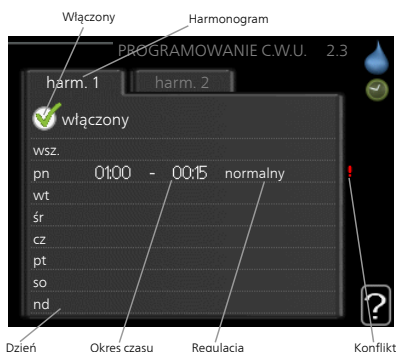 Włączony
Harmonogram
PROGRAMOWANIE C.W.U. 2.3
harm. 1 harm. 2
włączony
wsz.
pn 01:00 - 00:15 normalny !
wt
śr
cz
pt
so
nd
?
Dzień Okres czasu Regulacja Konflikt